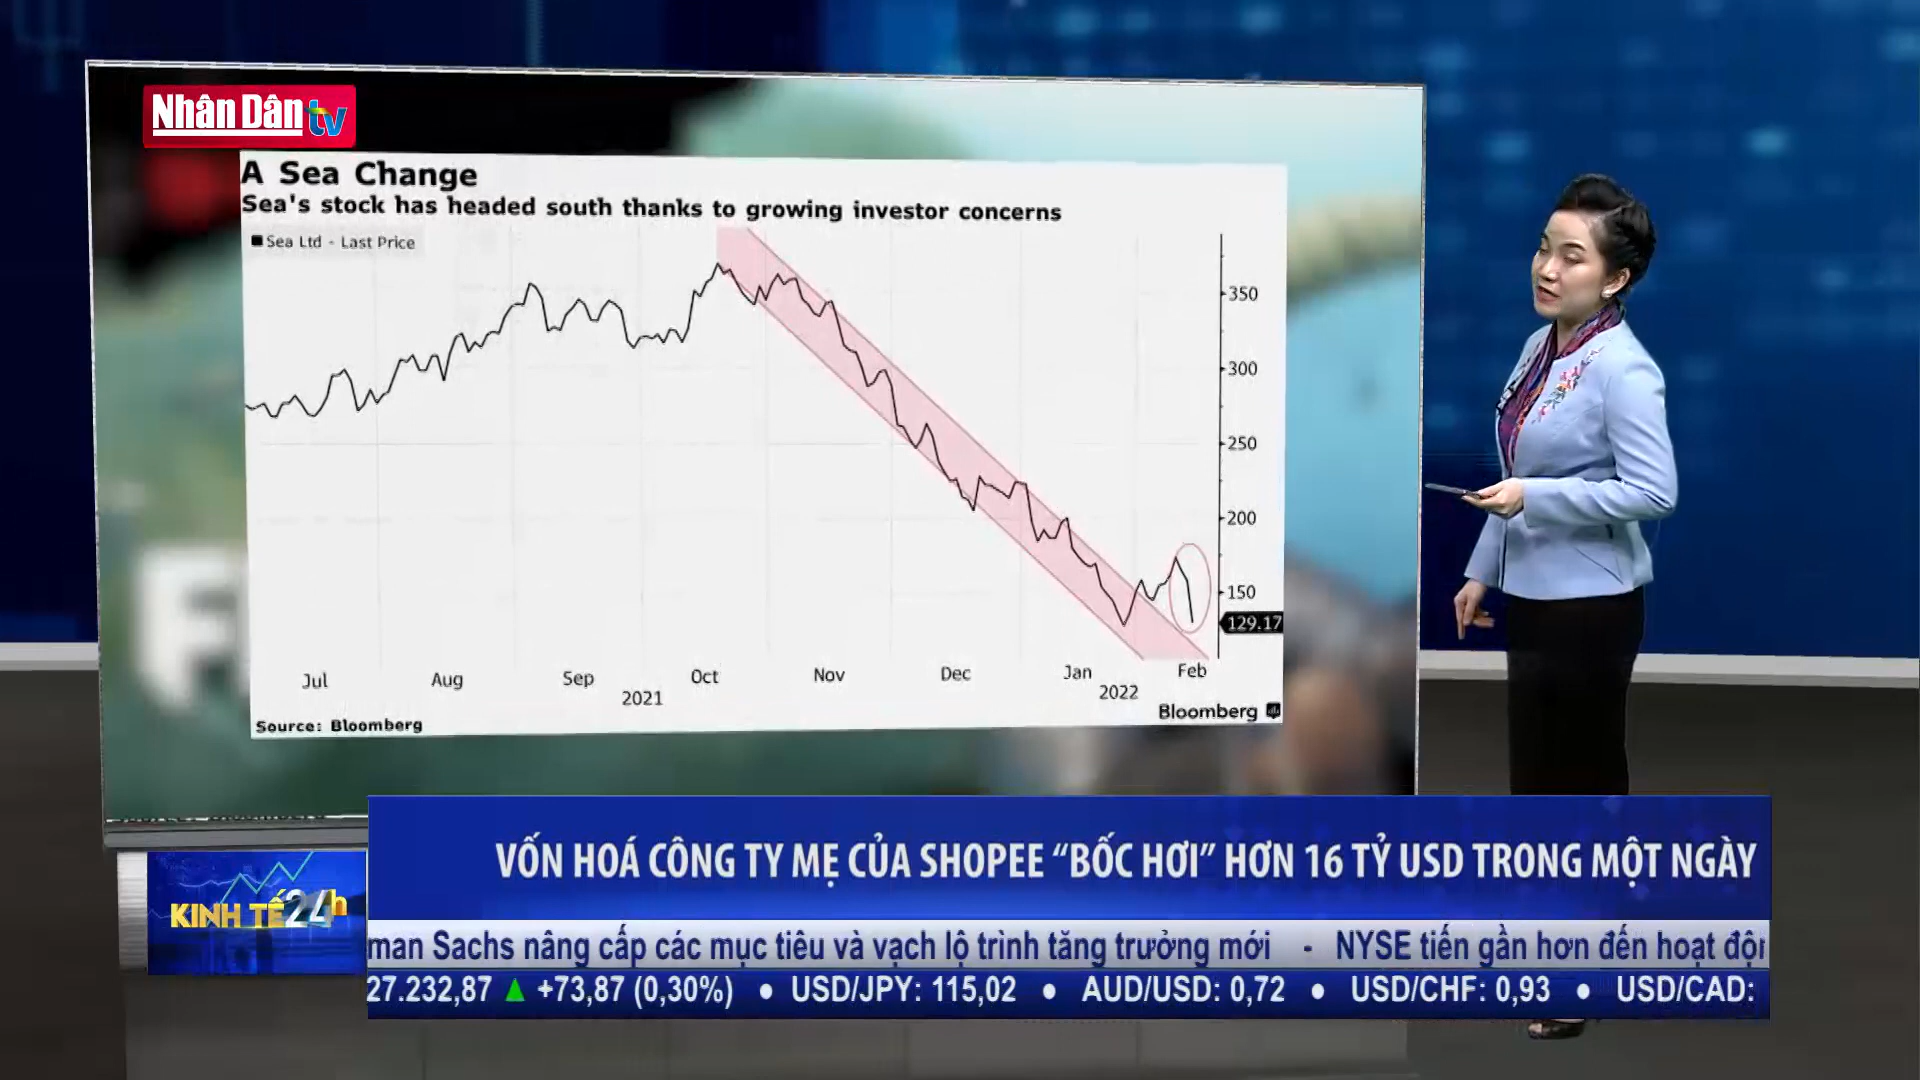 Nhân Dân tv
A Sea Change
Sea's stock has headed south thanks to growing investor concerns
Sea Ltd - Last Price
350
300
250
200
150
129.17
Jul Aug Sep Oct Nov Dec Jan Feb
2021 2022
Source: Bloomberg
Bloomberg
VỐN HOÁ CÔNG TY MẸ CỦA SHOPEE “BỐC HƠI” HƠN 16 TỶ USD TRONG MỘT NGÀY
KINH TẾ 24h
man Sachs nâng cấp các mục tiêu và vạch lộ trình tăng trưởng mới - NYSE tiến gần hơn đến hoạt độn
27.232,87 ▲ +73,87 (0,30%) • USD/JPY: 115,02 • AUD/USD: 0,72 • USD/CHF: 0,93 • USD/CAD: